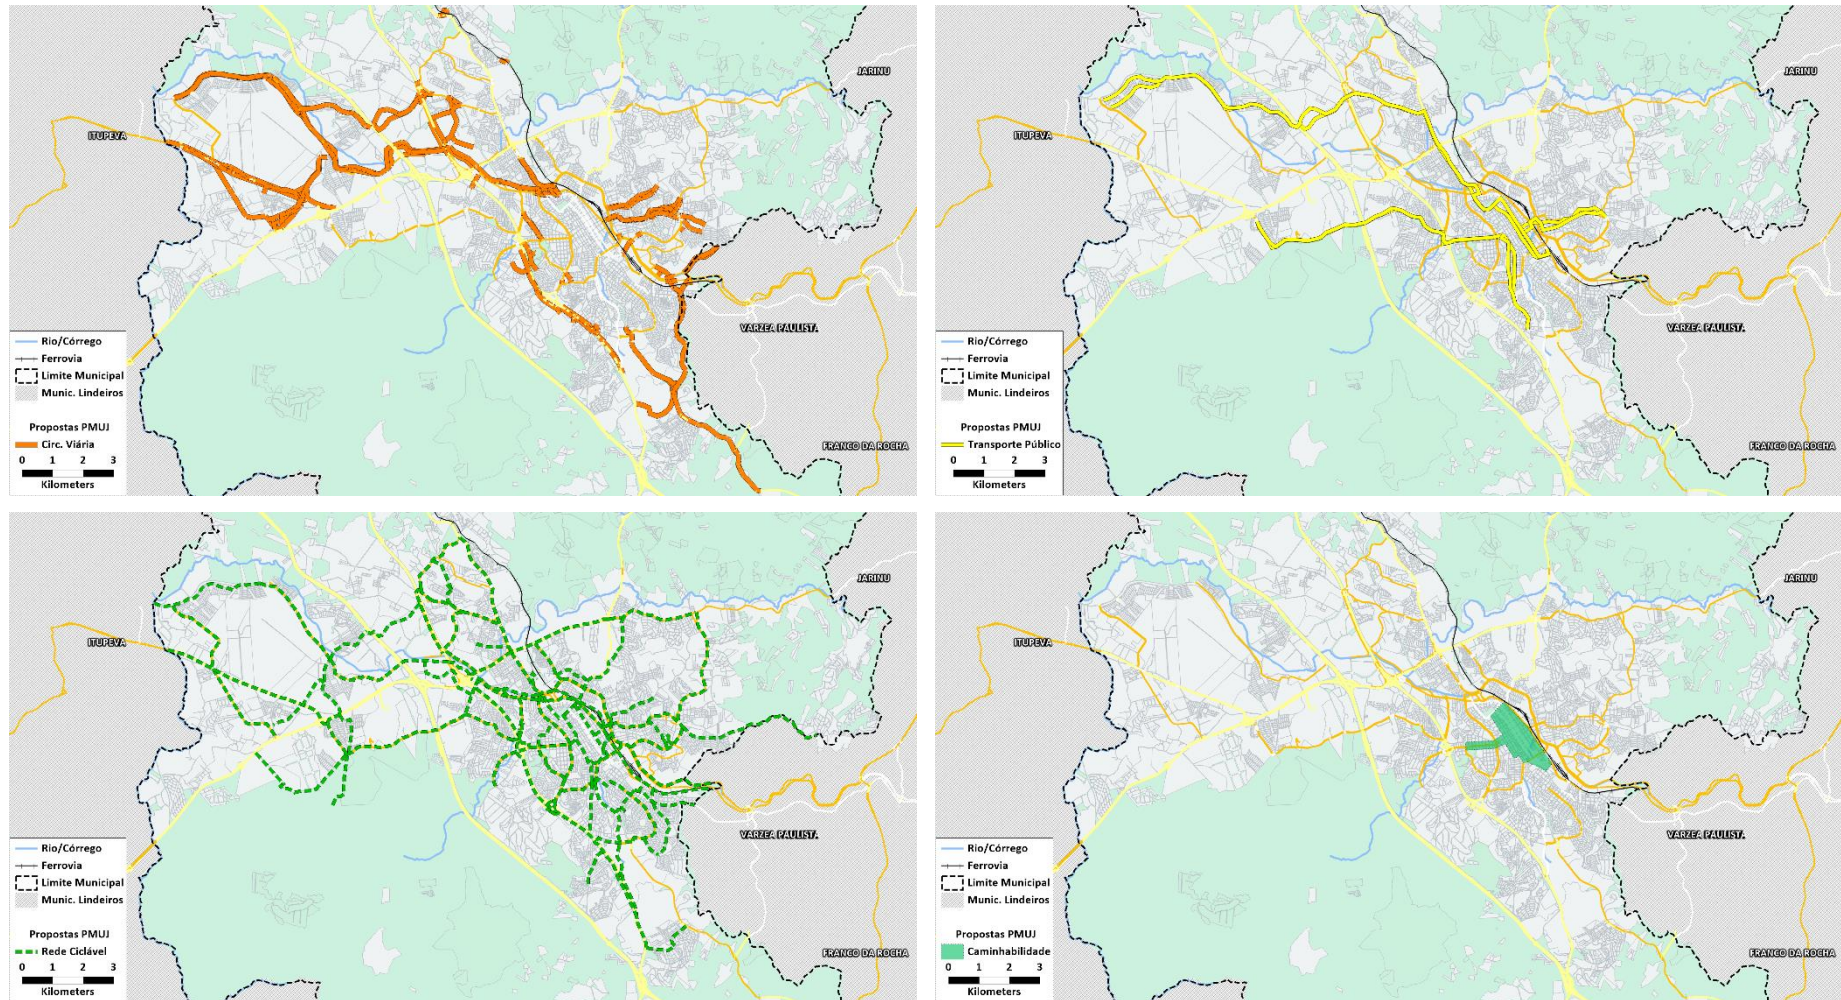 JARINU
ITUPEVA
VARZEA PAULIST.
FRANCO DA ROCHA
Rio/Córrego
Ferrovia
Limite Municipal
Munic. Lindeiros
Propostas PMUJ
Circ. Viária
0 1 2 3
Kilometers
JARINU
ITUPEVA
VARZEA PAULIST.
FRANCO DA ROCHA
Rio/Córrego
Ferrovia
Limite Municipal
Munic. Lindeiros
Propostas PMUJ
Transporte Público
0 1 2 3
Kilometers
JARINU
ITUPEVA
VARZEA PAULIST.
FRANCO DA ROCHA
Rio/Córrego
Ferrovia
Limite Municipal
Munic. Lindeiros
Propostas PMUJ
Rede Ciclável
0 1 2 3
Kilometers
JARINU
ITUPEVA
VARZEA PAULIST.
FRANCO DA ROCHA
Rio/Córrego
Ferrovia
Limite Municipal
Munic. Lindeiros
Propostas PMUJ
Caminhabilidade
0 1 2 3
Kilometers